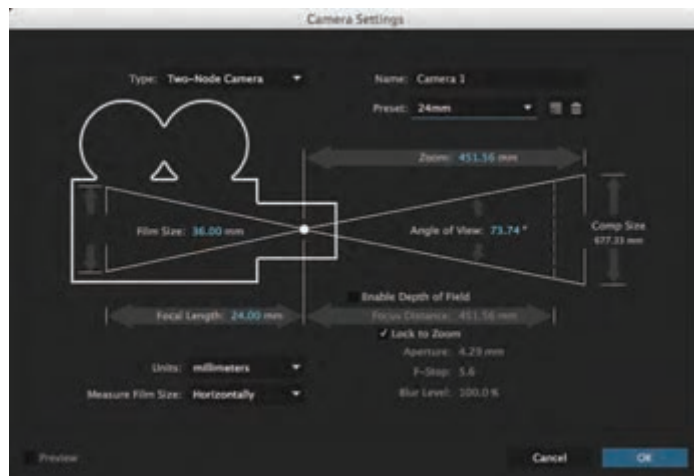 Camera Settings
Type: Two-Node Camera
Name: Camera 1
Preset: 24mm
Zoom: 451.56 mm
Film Size: 36.00 mm
Angle of View: 73.74°
Comp Size
677.33 mm
Enable Depth of Field
Focal Length: 24.00 mm
Focus Distance: 451.56 mm
Lock to Zoom
Aperture: 4.29 mm
F-Stop: 5.6
Blur Level: 100.0 %
Units: millimeters
Measure Film Size: Horizontally
Preview
Cancel
OK